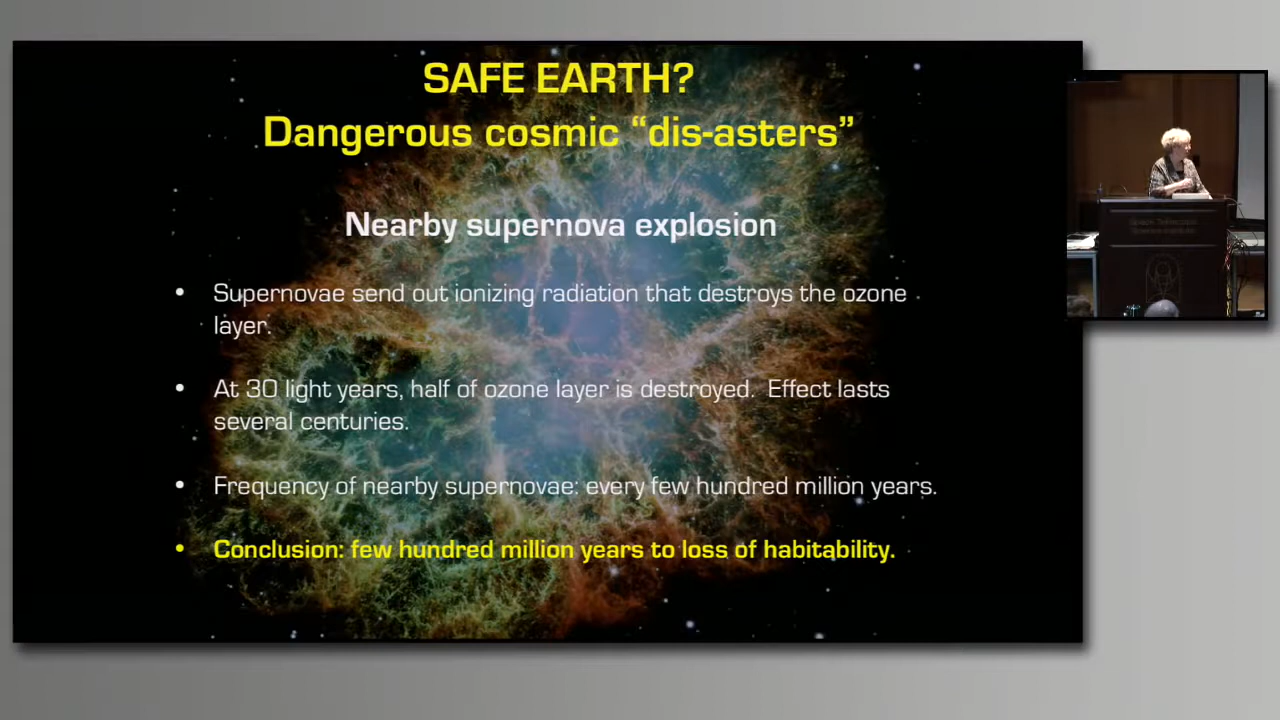 SAFE EARTH?
Dangerous cosmic “dis-asters”
Nearby supernova explosion
• Supernovae send out ionizing radiation that destroys the ozone
layer.
• At 30 light years, half of ozone layer is destroyed. Effect lasts
several centuries.
• Frequency of nearby supernovae: every few hundred million years.
• Conclusion: few hundred million years to loss of habitability.